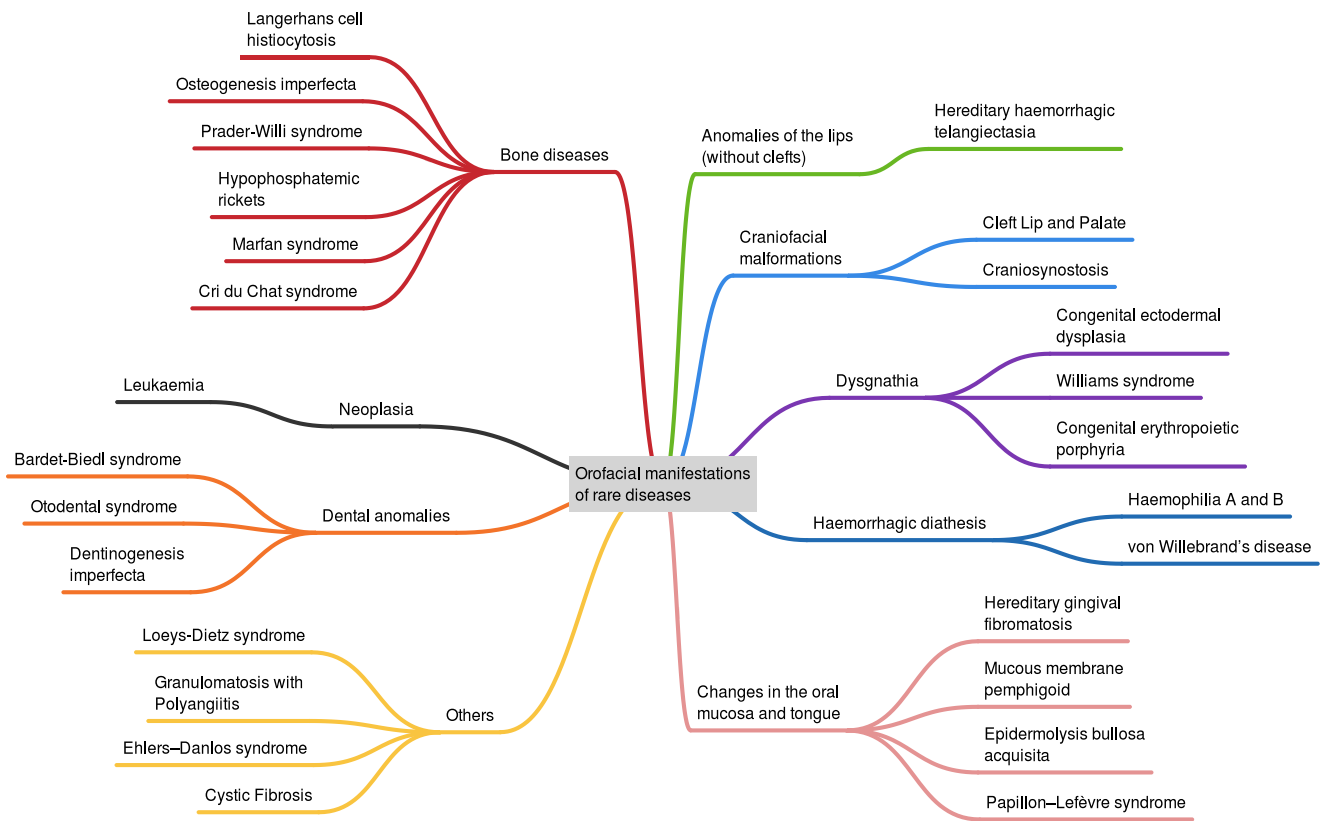 Langerhans cell
histiocytosis
Osteogenesis imperfecta
Prader-Willi syndrome
Hypophosphatemic
rickets
Marfan syndrome
Cri du Chat syndrome
Bone diseases
Leukaemia
Neoplasia
Bardet-Biedl syndrome
Otodental syndrome
Dentinogenesis
imperfecta
Dental anomalies
Loeys-Dietz syndrome
Granulomatosis with
Polyangiitis
Ehlers–Danlos syndrome
Cystic Fibrosis
Others
Orofacial manifestations
of rare diseases
Anomalies of the lips
(without clefts)
Hereditary haemorrhagic
telangiectasia
Craniofacial
malformations
Cleft Lip and Palate
Craniosynostosis
Dysgnathia
Congenital ectodermal
dysplasia
Williams syndrome
Congenital erythropoietic
porphyria
Haemorrhagic diathesis
Haemophilia A and B
von Willebrand's disease
Changes in the oral
mucosa and tongue
Hereditary gingival
fibromatosis
Mucous membrane
pemphigoid
Epidermolysis bullosa
acquisita
Papillon–Lefèvre syndrome